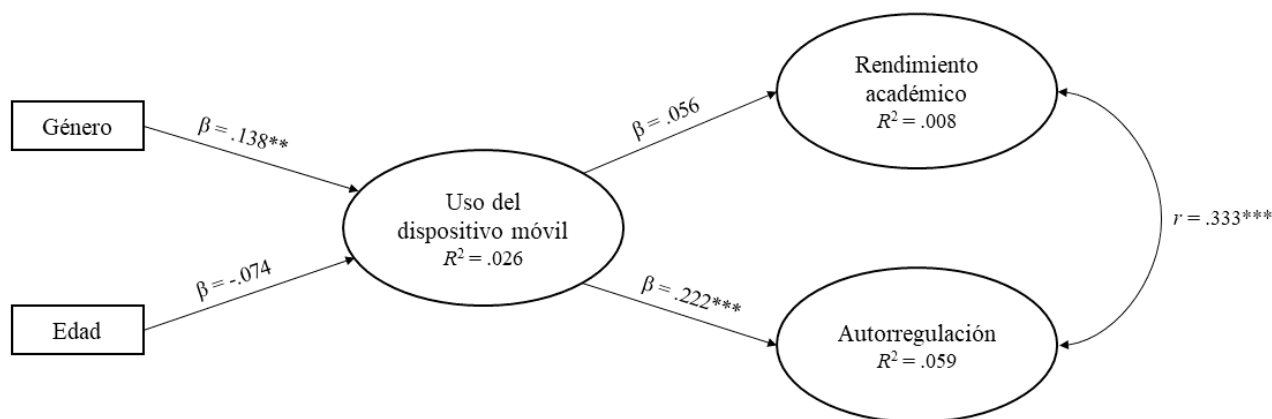 Género
β = .138**
Edad
β = -.074
Uso del
dispositivo móvil
R² = .026
β = .056
β = .222***
Rendimiento
académico
R² = .008
Autorregulación
R² = .059
r = .333***